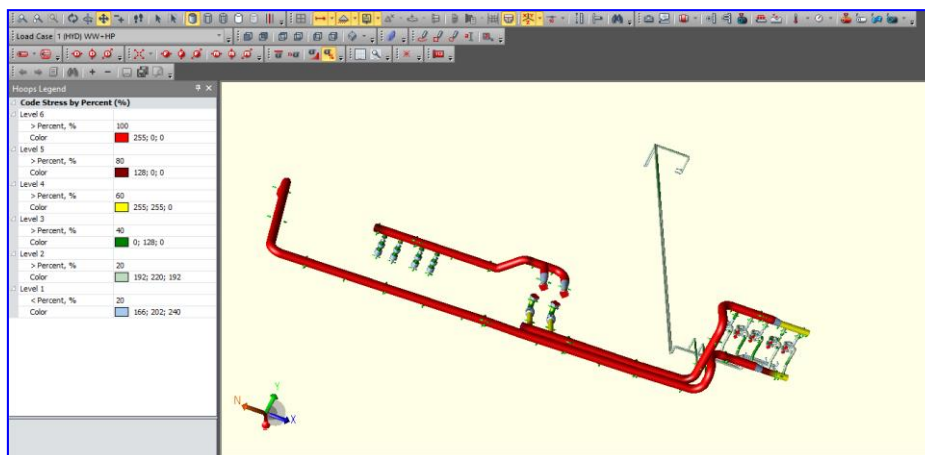 Load Case 1 (HYD) WW+HP
Hoops Legend
Code Stress by Percent (%)
Level 6
> Percent, % 100
Color 255; 0; 0
Level 5
> Percent, % 80
Color 128; 0; 0
Level 4
> Percent, % 60
Color 255; 255; 0
Level 3
> Percent, % 40
Color 0; 128; 0
Level 2
> Percent, % 20
Color 192; 220; 192
Level 1
< Percent, % 20
Color 166; 202; 240
Y
N
X